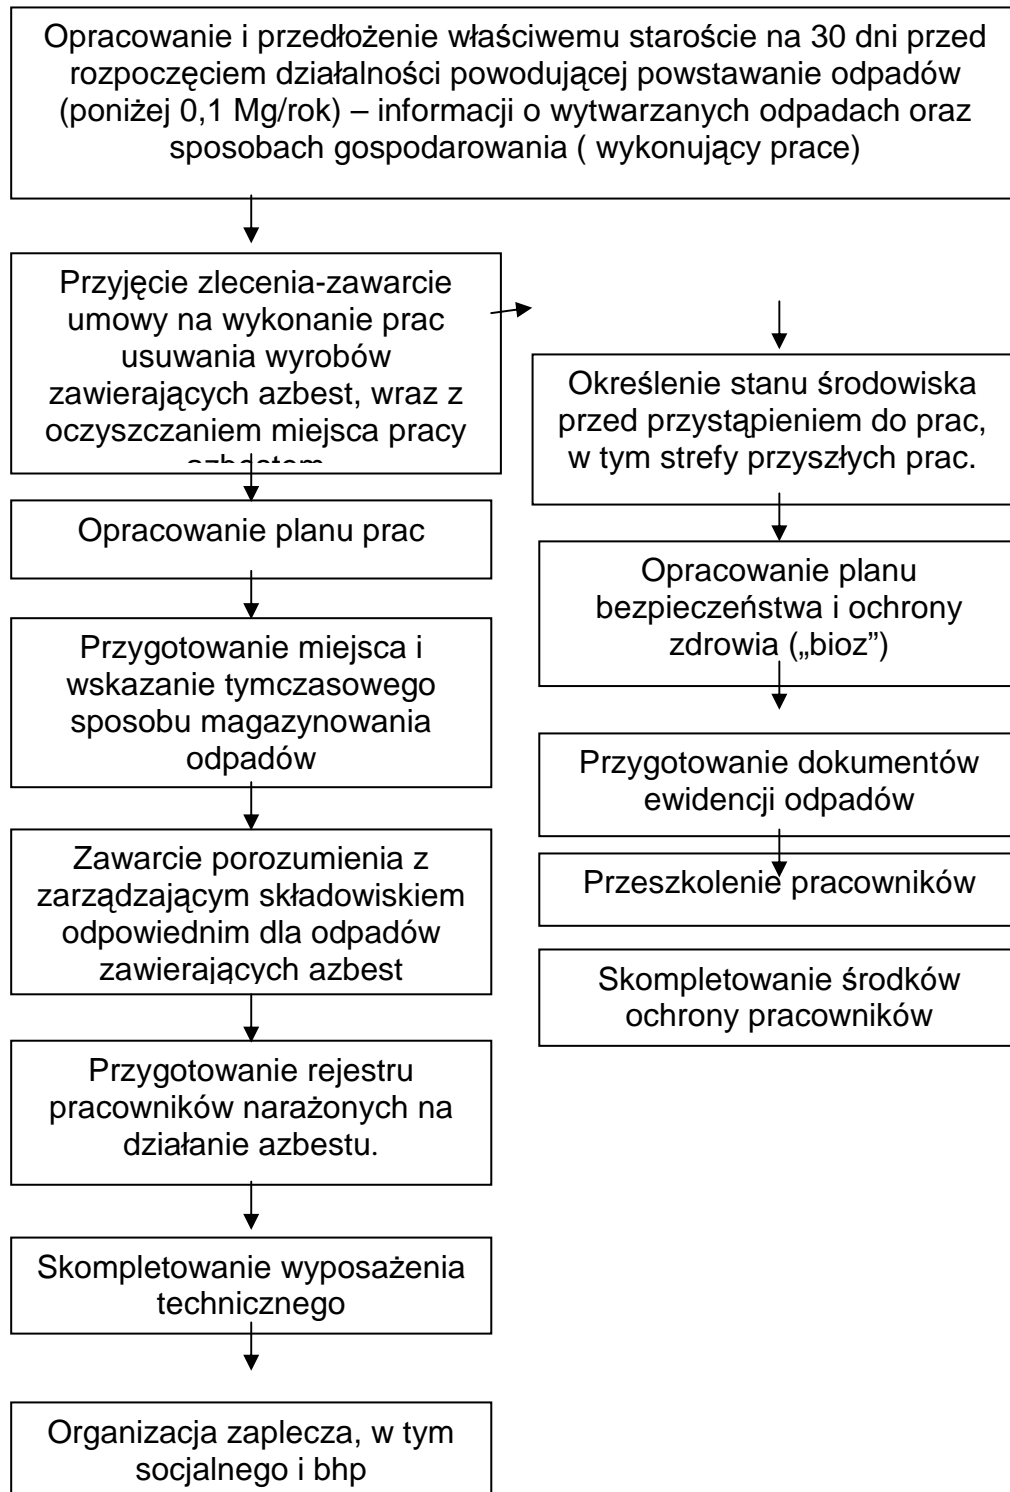 Opracowanie i przedłożenie właściwemu staroście na 30 dni przed
rozpoczęciem działalności powodującej powstawanie odpadów
(poniżej 0,1 Mg/rok) – informacji o wytwarzanych odpadach oraz
sposobach gospodarowania ( wykonujący prace)
Przyjęcie zlecenia-zawarcie
umowy na wykonanie prac
usuwania wyrobów
zawierających azbest, wraz z
oczyszczaniem miejsca pracy
Opracowanie planu prac
Przygotowanie miejsca i
wskazanie tymczasowego
sposobu magazynowania
odpadów
Zawarcie porozumienia z
zarządzającym składowiskiem
odpowiednim dla odpadów
zawierających azbest
Przygotowanie rejestru
pracowników narażonych na
działanie azbestu.
Skompletowanie wyposażenia
technicznego
Organizacja zaplecza, w tym
socjalnego i bhp
Określenie stanu środowiska
przed przystąpieniem do prac,
w tym strefy przyszłych prac.
Opracowanie planu
bezpieczeństwa i ochrony
zdrowia („bioz”)
Przygotowanie dokumentów
ewidencji odpadów
Przeszkolenie pracowników
Skompletowanie środków
ochrony pracowników